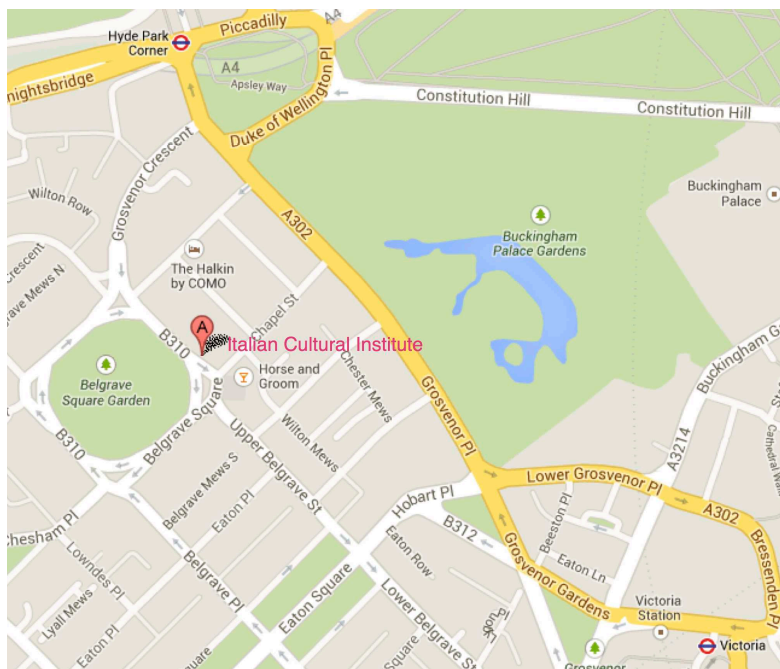 A4
Piccadilly
Hyde Park
Corner
A4
Apsley Way
nightsbridge
Duke of Wellington Pl
Constitution Hill
Constitution Hill
Grosvenor Crescent
Wilton Row
A302
Buckingham
Palace
Buckingham
Palace Gardens
The Halkin
by COMO
Crescent
grave Mews N
A
Chapel St
B310
Italian Cultural Institute
Belgrave
Square Garden
Horse and
Groom
Chester Mews
Grosvenor Pl
Buckingham G
Belgrave Square
B310
Wilton Mews
Upper Belgrave St
Belgrave Mews S
Eaton Pl
A3214
Cathedral Walk
Lower Grosvenor Pl
Hobart Pl
A302
Chesham Pl
B312
Beeston Pl
Bressenden Pl
Lowndes Pl
Belgrave Pl
Eaton Square
Eaton Row
Grosvenor Gardens
Eaton Ln
Lyall Mews
Eaton Pl
Lower Belgrave St
Victoria
Station
Victoria
Grosvenor